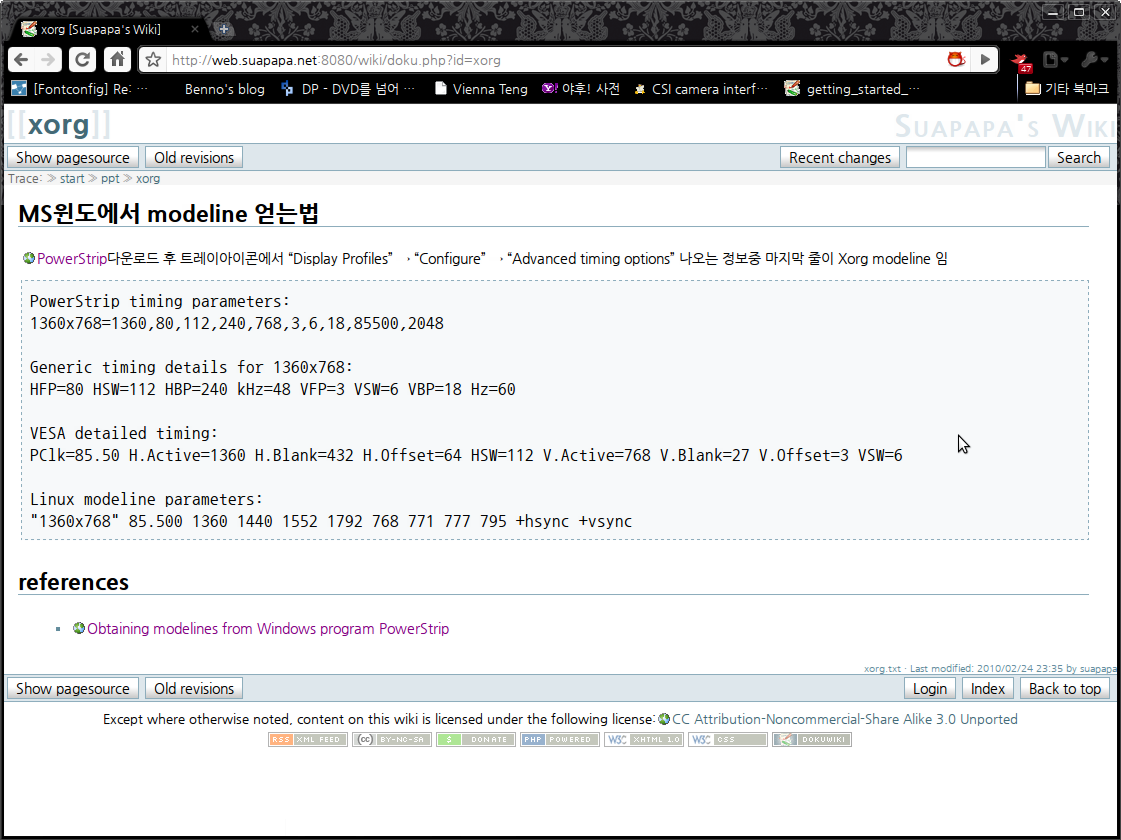 xorg [Suapapa's Wiki]
http://web.suapapa.net:8080/wiki/doku.php?id=xorg
47
[Fontconfig] Re: ... Benno's blog DP - DVD를 넘어 ... Vienna Teng 야후! 사전 CSI camera interf... getting_started_... 기타 북마크
[[xorg]] Suapapa's Wiki
Show pagesource Old revisions Recent changes Search
Trace: » start » ppt » xorg
MS윈도에서 modeline 얻는법
PowerStrip다운로드 후 트레이아이콘에서 “Display Profiles” → “Configure” → “Advanced timing options” 나오는 정보중 마지막 줄이 Xorg modeline 임
PowerStrip timing parameters:
1360x768=1360,80,112,240,768,3,6,18,85500,2048
Generic timing details for 1360x768:
HFP=80 HSW=112 HBP=240 kHz=48 VFP=3 VSW=6 VBP=18 Hz=60
VESA detailed timing:
PClk=85.50 H.Active=1360 H.Blank=432 H.Offset=64 HSW=112 V.Active=768 V.Blank=27 V.Offset=3 VSW=6
Linux modeline parameters:
"1360x768" 85.500 1360 1440 1552 1792 768 771 777 795 +hsync +vsync
references
Obtaining modelines from Windows program PowerStrip
xorg.txt · Last modified: 2010/02/24 23:35 by suapapa
Show pagesource Old revisions Login Index Back to top
Except where otherwise noted, content on this wiki is licensed under the following license: CC Attribution-Noncommercial-Share Alike 3.0 Unported
RSS XML FEED (cc) BY-NC-SA $ DONATE PHP POWERED W3C XHTML 1.0 W3C CSS DOKUWIKI